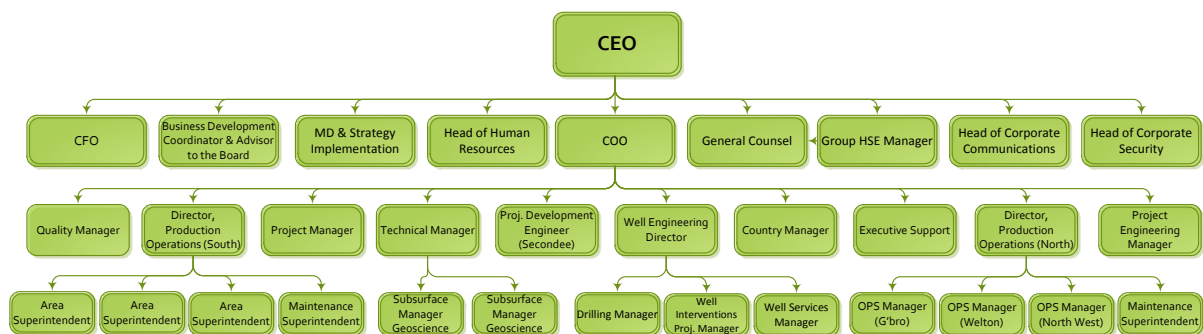 CEO
CFO
Business Development
Coordinator & Advisor
to the Board
MD & Strategy
Implementation
Head of Human
Resources
COO
General Counsel
Group HSE Manager
Head of Corporate
Communications
Head of Corporate
Security
Quality Manager
Director,
Production
Operations (South)
Project Manager
Technical Manager
Proj. Development
Engineer
(Secondee)
Well Engineering
Director
Country Manager
Executive Support
Director,
Production
Operations (North)
Project
Engineering
Manager
Area
Superintendent
Area
Superintendent
Area
Superintendent
Maintenance
Superintendent
Subsurface
Manager
Geoscience
Subsurface
Manager
Geoscience
Drilling Manager
Well
Interventions
Proj. Manager
Well Services
Manager
OPS Manager
(G'bro)
OPS Manager
(Welton)
OPS Manager
(North West)
Maintenance
Superintendent